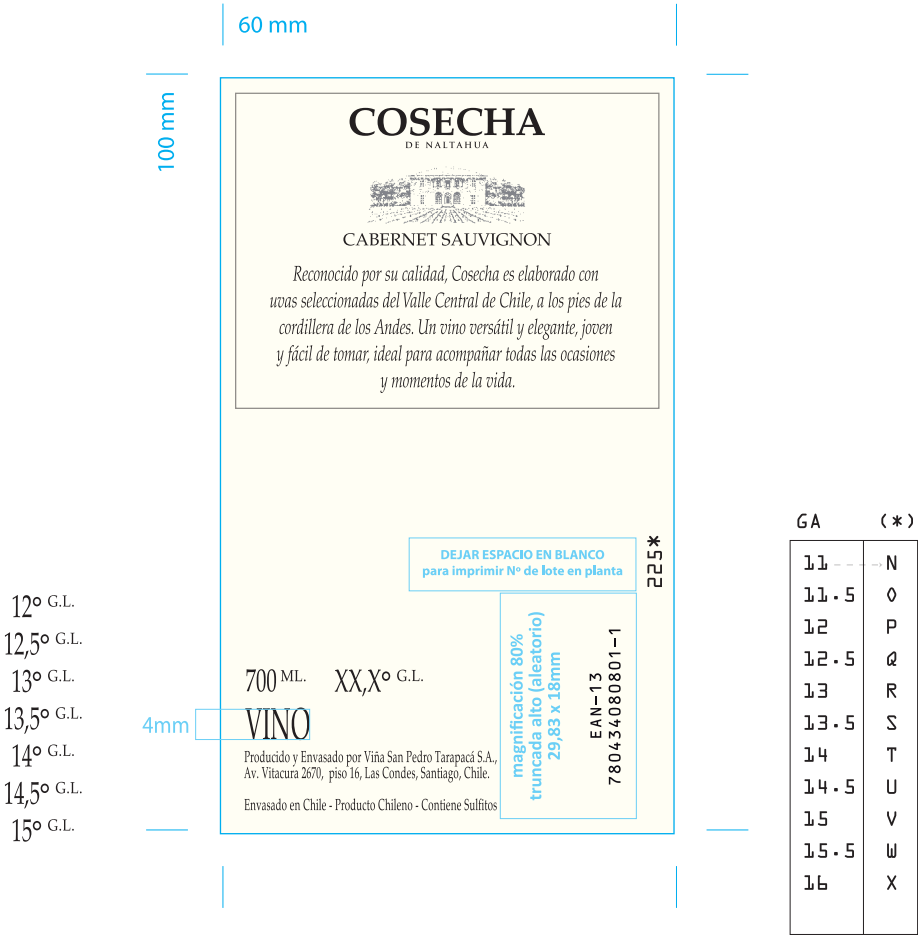 60 mm
100 mm
COSECHA
DE NALTAHUA
CABERNET SAUVIGNON
Reconocido por su calidad, Cosecha es elaborado con
uvas seleccionadas del Valle Central de Chile, a los pies de la
cordillera de los Andes. Un vino versátil y elegante, joven
y fácil de tomar, ideal para acompañar todas las ocasiones
y momentos de la vida.
DEJAR ESPACIO EN BLANCO
para imprimir Nº de lote en planta
225*
magnificación 80%
truncada alto (aleatorio)
29,83 x 18mm
EAN-13
780434080801-1
700 ML. XX,Xº G.L.
4mm
VINO
Producido y Envasado por Viña San Pedro Tarapacá S.A.,
Av. Vitacura 2670, piso 16, Las Condes, Santiago, Chile.
Envasado en Chile - Producto Chileno - Contiene Sulfitos
12º G.L.
12,5º G.L.
13º G.L.
13,5º G.L.
14º G.L.
14,5º G.L.
15º G.L.
GA (*)
11 N
11.5 O
12 P
12.5 Q
13 R
13.5 S
14 T
14.5 U
15 V
15.5 W
16 X